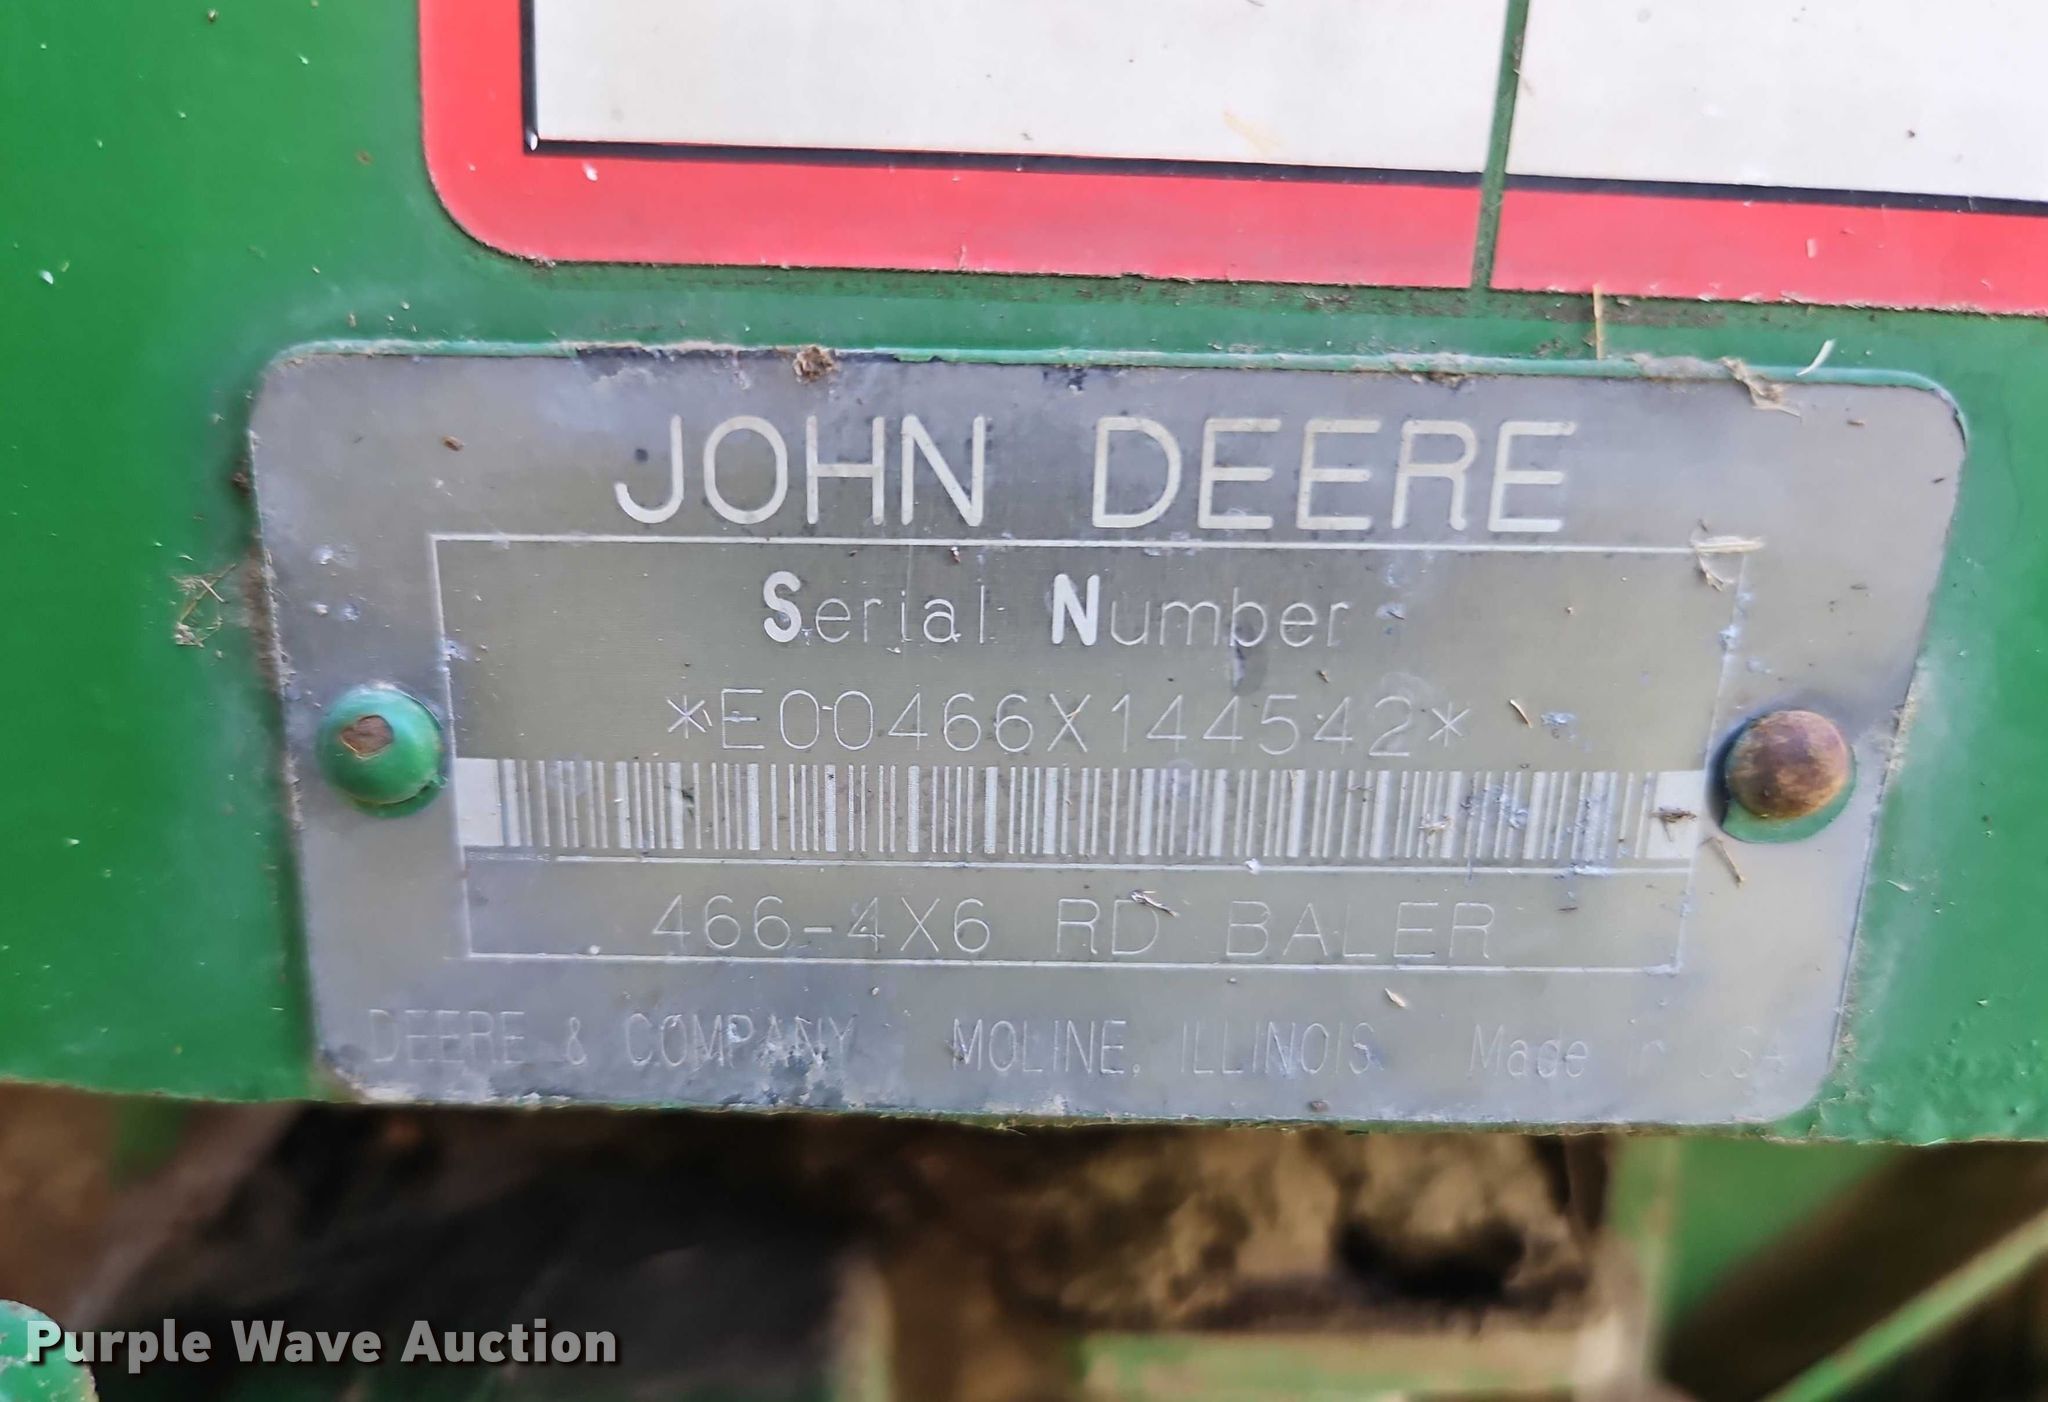 JOHN DEERE
Serial Number
*E00466X144542*
466-4X6 RD BALER
DEERE & COMPANY MOLINE, ILLINOIS Made in USA
Purple Wave Auction